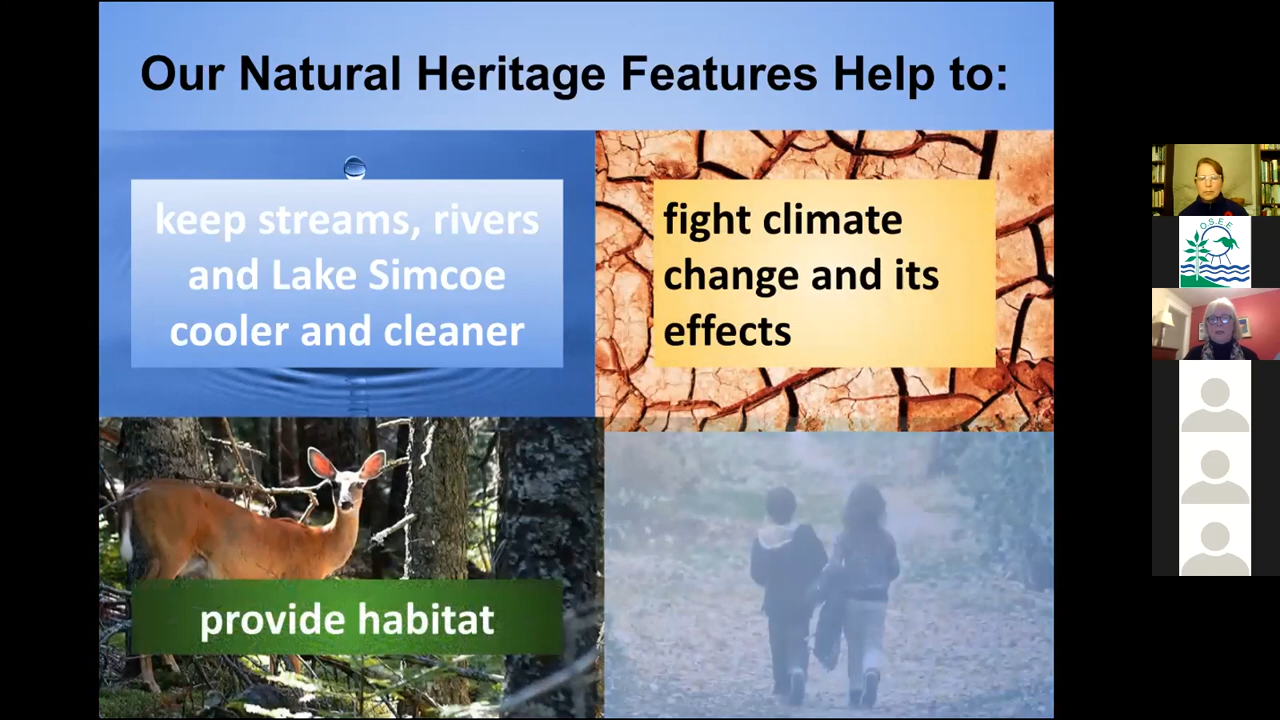 Our Natural Heritage Features Help to:
keep streams, rivers
and Lake Simcoe
cooler and cleaner
fight climate
change and its
effects
provide habitat
O.S.E.E